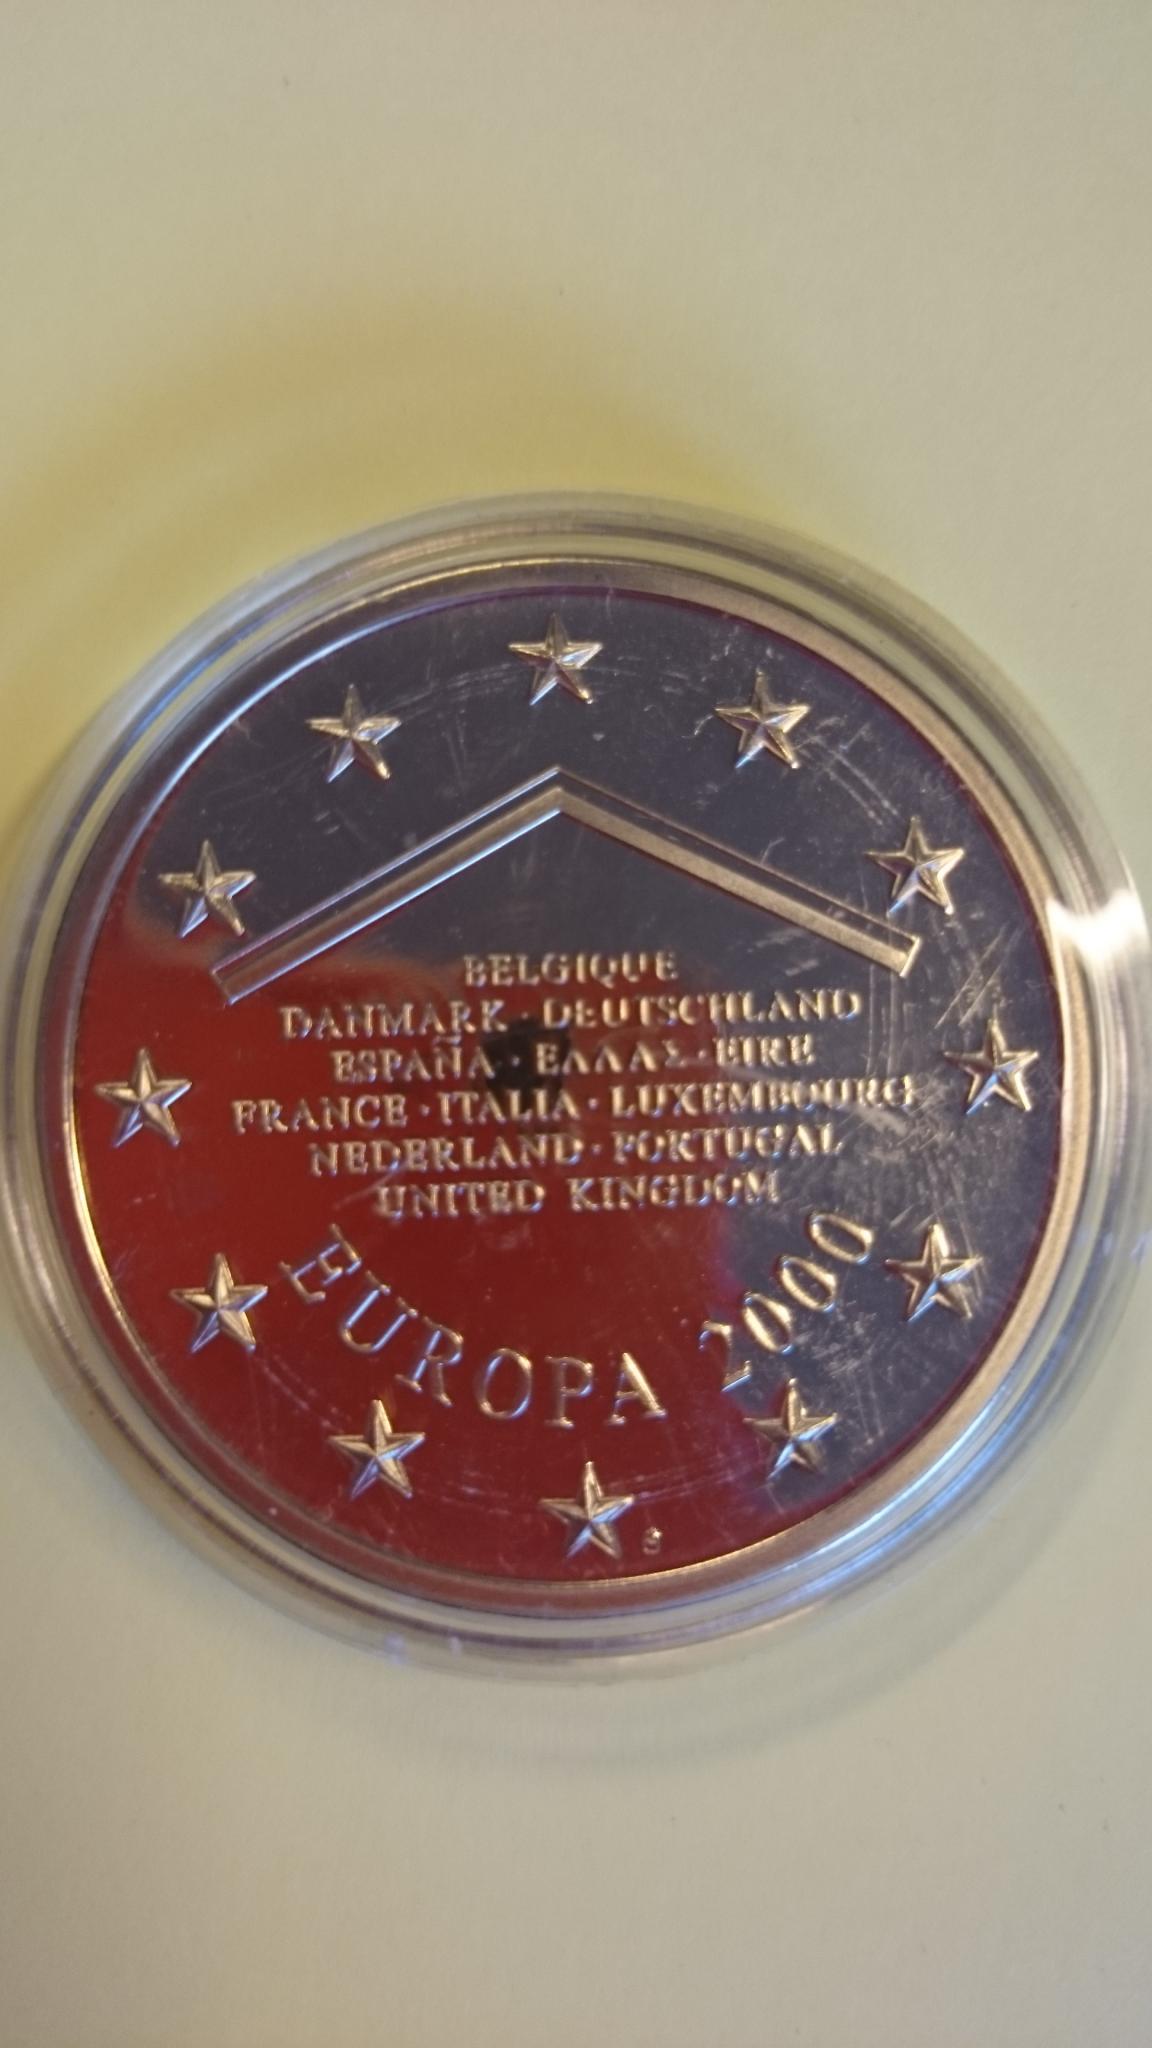 BELGIQUE
DANMARK · DEUTSCHLAND
ESPAÑA · ΕΛΛΑΣ · EIRE
FRANCE · ITALIA · LUXEMBOURG
NEDERLAND · PORTUGAL
UNITED KINGDOM
EUROPA 2000
S